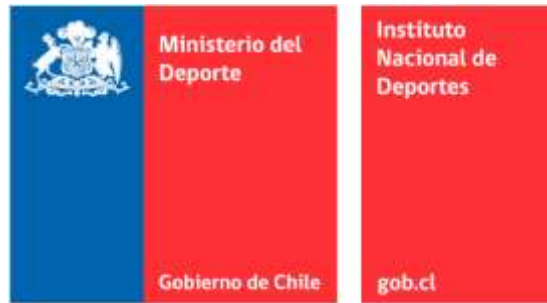 Ministerio del
Deporte
Gobierno de Chile
Instituto
Nacional de
Deportes
gob.cl